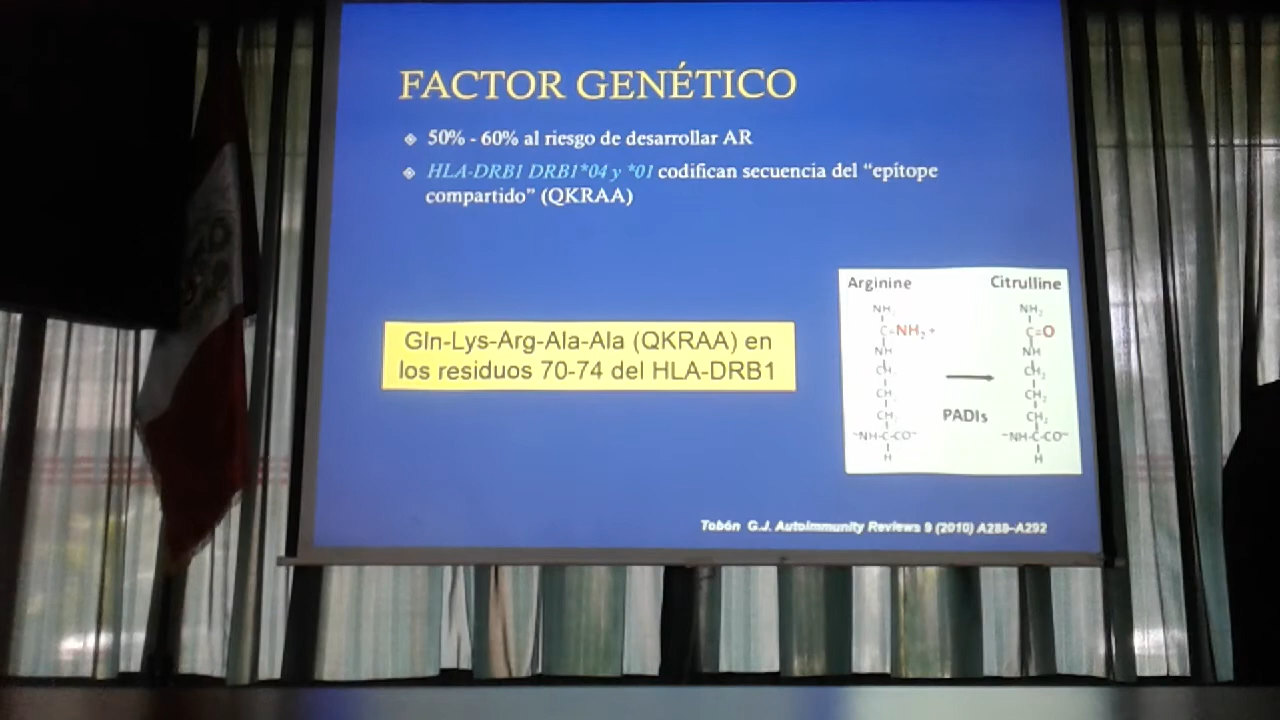 FACTOR GENÉTICO
50% - 60% al riesgo de desarrollar AR
HLA-DRB1 DRB1*04 y *01 codifican secuencia del “epítope
compartido” (QKRAA)
Gln-Lys-Arg-Ala-Ala (QKRAA) en
los residuos 70-74 del HLA-DRB1
Arginine
NH
C-NH₂+
NH
CH₂
CH₂
CH₂
-NH-C-CO-
H
PADIs
Citrulline
NH₂
C=O
NH
CH₂
CH₂
CH₂
-NH-C-CO-
H
Tobón G.J. Autoimmunity Reviews 9 (2010) A288–A292